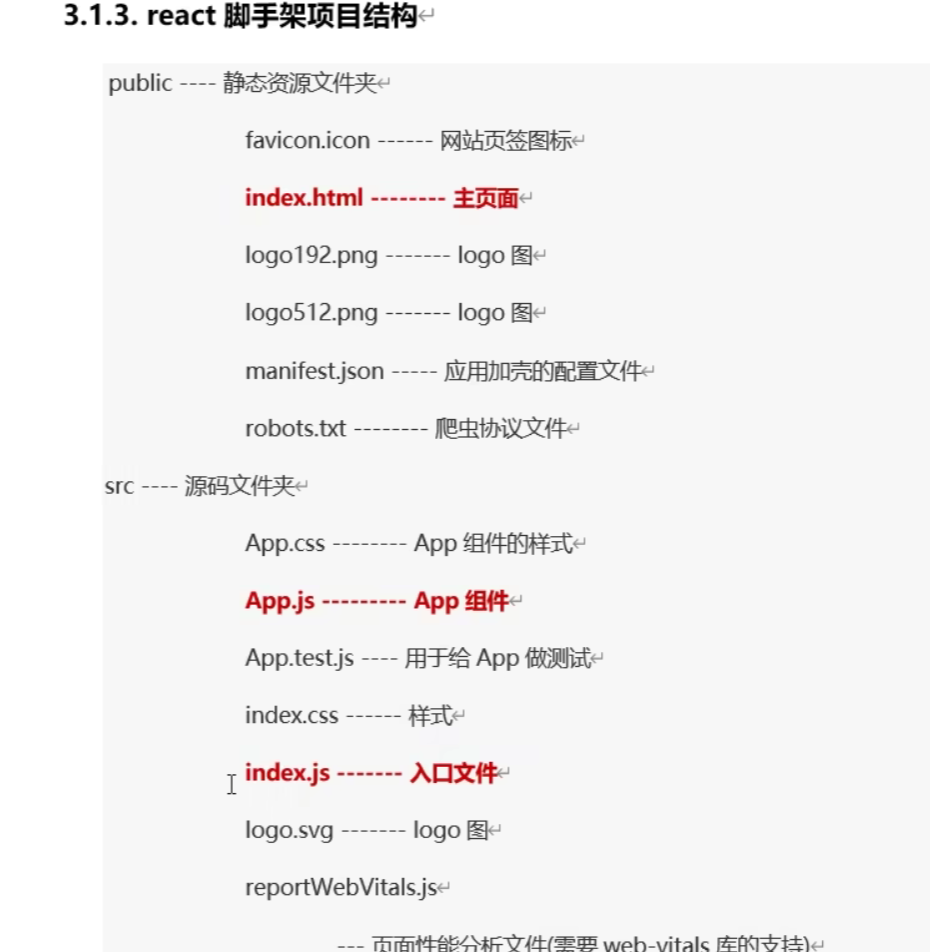 3.1.3. react 脚手架项目结构↵
public ---- 静态资源文件夹↵
favicon.icon ------ 网站页签图标↵
index.html -------- 主页面↵
logo192.png ------- logo 图↵
logo512.png ------- logo 图↵
manifest.json ----- 应用加壳的配置文件↵
robots.txt -------- 爬虫协议文件↵
src ---- 源码文件夹↵
App.css -------- App 组件的样式↵
App.js --------- App 组件↵
App.test.js ---- 用于给 App 做测试↵
index.css ------ 样式↵
index.js ------- 入口文件↵
logo.svg ------- logo 图↵
reportWebVitals.js↵
--- 页面性能分析文件(需要 web-vitals 库的支持)↵